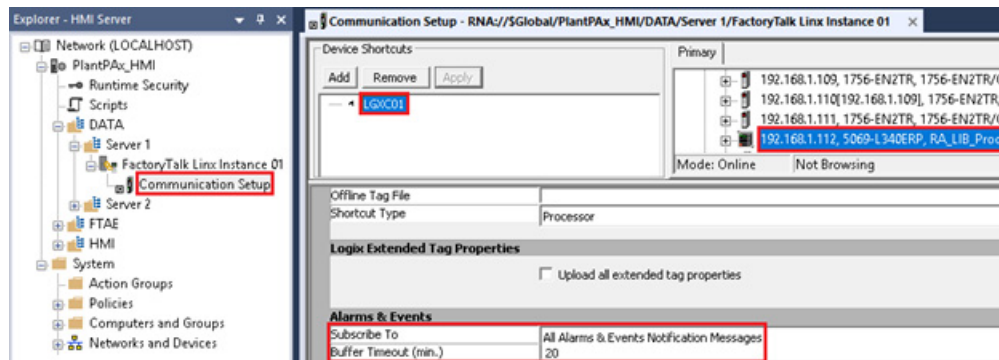 Explorer - HMI Server
Network (LOCALHOST)
PlantPAx_HMI
Runtime Security
Scripts
DATA
Server 1
FactoryTalk Linx Instance 01
Communication Setup
Server 2
FTAE
HMI
System
Action Groups
Policies
Computers and Groups
Networks and Devices
Communication Setup - RNA://$Global/PlantPAx_HMI/DATA/Server 1/FactoryTalk Linx Instance 01
Device Shortcuts
Add Remove Apply
LGXC01
Primary
192.168.1.109, 1756-EN2TR, 1756-EN2TR/
192.168.1.110[192.168.1.109], 1756-EN2TR,
192.168.1.111, 1756-EN2TR, 1756-EN2TR/
192.168.1.112, 5069-L340ERP, RA_LIB_Proc
Mode: Online Not Browsing
Offline Tag File
Shortcut Type Processor
Logix Extended Tag Properties
Upload all extended tag properties
Alarms & Events
Subscribe To All Alarms & Events Notification Messages
Buffer Timeout (min.) 20